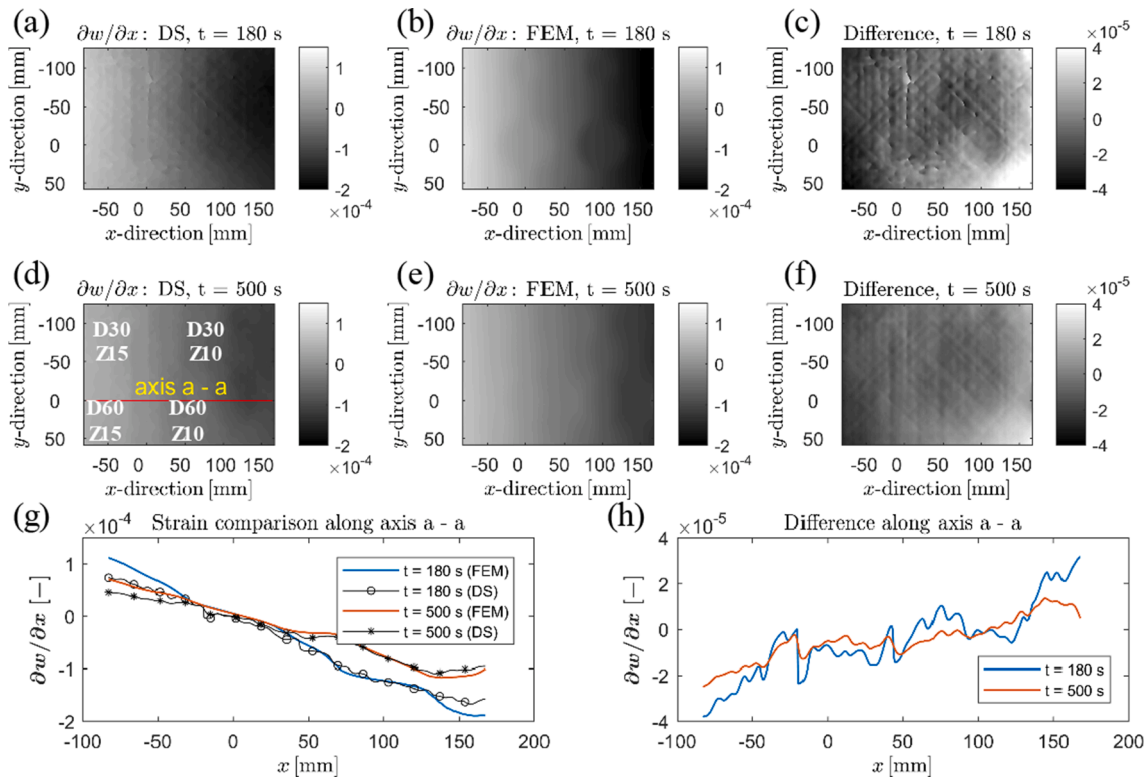 (a)
∂w/∂x: DS, t = 180 s
y-direction [mm]
-100
-50
0
50
-50 0 50 100 150
x-direction [mm]
1
0
-1
-2
×10⁻⁴
(b)
∂w/∂x: FEM, t = 180 s
y-direction [mm]
-100
-50
0
50
-50 0 50 100 150
x-direction [mm]
1
0
-1
-2
×10⁻⁴
(c)
Difference, t = 180 s
y-direction [mm]
-100
-50
0
50
-50 0 50 100 150
x-direction [mm]
×10⁻⁵
4
2
0
-2
-4
(d)
∂w/∂x: DS, t = 500 s
y-direction [mm]
-100
-50
0
50
D30 D30
Z15 Z10
axis a - a
D60 D60
Z15 Z10
-50 0 50 100 150
x-direction [mm]
1
0
-1
-2
×10⁻⁴
(e)
∂w/∂x: FEM, t = 500 s
y-direction [mm]
-100
-50
0
50
-50 0 50 100 150
x-direction [mm]
1
0
-1
-2
×10⁻⁴
(f)
Difference, t = 500 s
y-direction [mm]
-100
-50
0
50
-50 0 50 100 150
x-direction [mm]
×10⁻⁵
4
2
0
-2
-4
(g)
×10⁻⁴
Strain comparison along axis a - a
∂w/∂x [−]
1
0
-1
-2
t = 180 s (FEM)
t = 180 s (DS)
t = 500 s (FEM)
t = 500 s (DS)
-100 -50 0 50 100 150 200
x [mm]
(h)
×10⁻⁵
Difference along axis a - a
∂w/∂x [−]
4
2
0
-2
-4
t = 180 s
t = 500 s
-100 -50 0 50 100 150 200
x [mm]